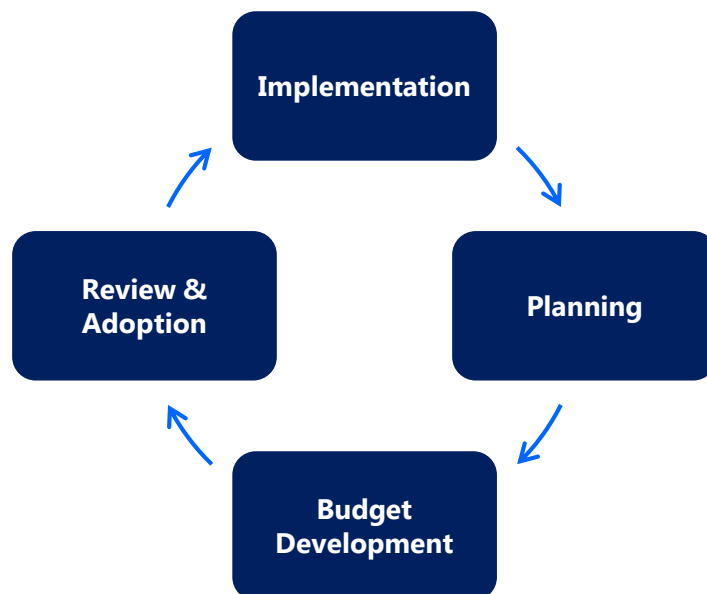 Implementation
Planning
Budget
Development
Review &
Adoption